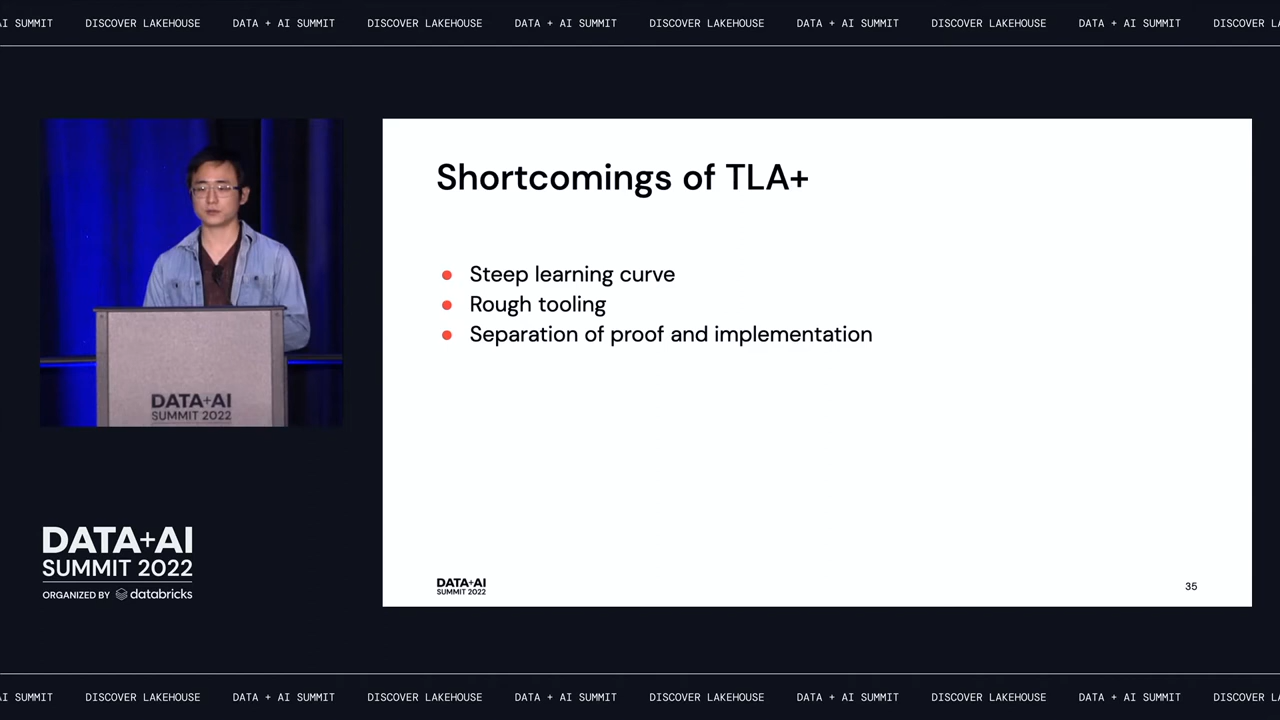 AI SUMMIT DISCOVER LAKEHOUSE DATA + AI SUMMIT DISCOVER LAKEHOUSE DATA + AI SUMMIT DISCOVER LAKEHOUSE DATA + AI SUMMIT DISCOVER LAKEHOUSE DATA + AI SUMMIT DISCOVER L
Shortcomings of TLA+
● Steep learning curve
● Rough tooling
● Separation of proof and implementation
DATA+AI
SUMMIT 2022
DATA+AI
SUMMIT 2022
ORGANIZED BY databricks
DATA+AI
SUMMIT 2022
35
AI SUMMIT DISCOVER LAKEHOUSE DATA + AI SUMMIT DISCOVER LAKEHOUSE DATA + AI SUMMIT DISCOVER LAKEHOUSE DATA + AI SUMMIT DISCOVER LAKEHOUSE DATA + AI SUMMIT DISCOVER L